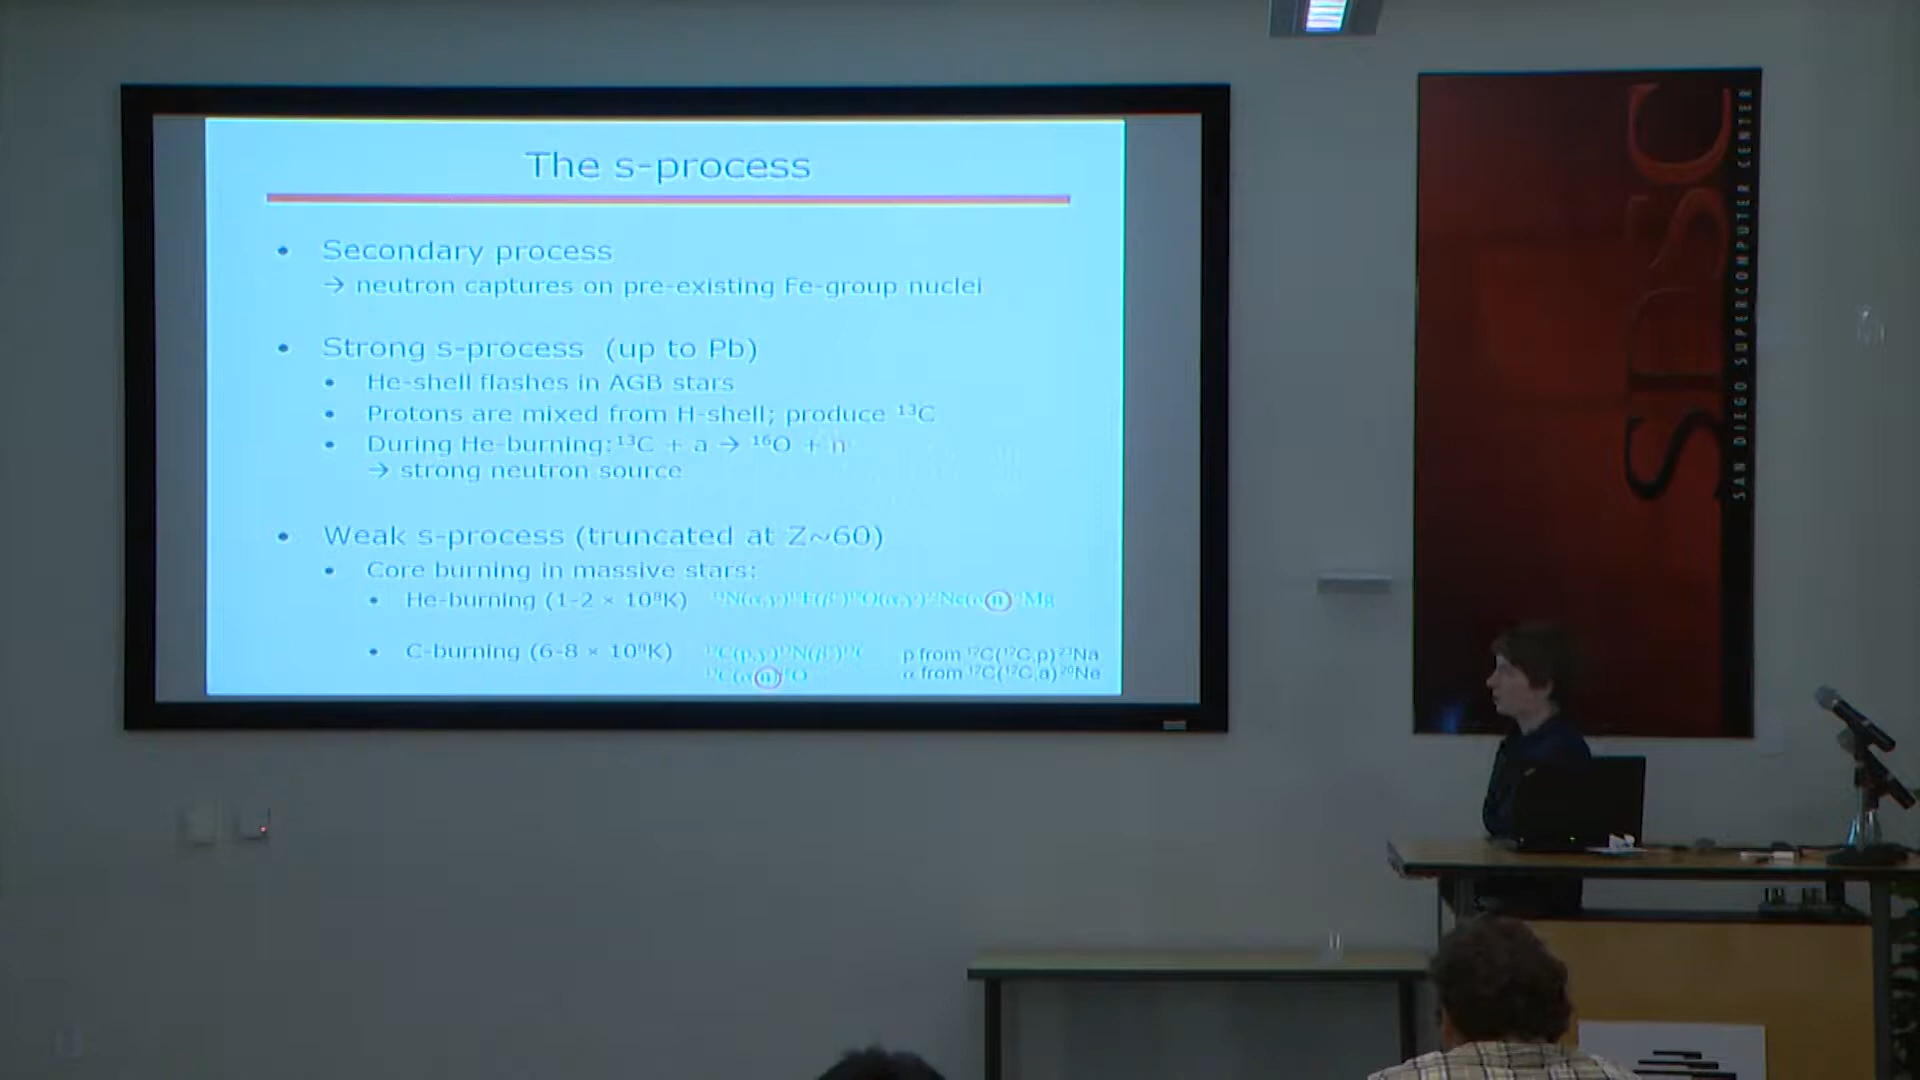 The s-process
• Secondary process
→ neutron captures on pre-existing Fe-group nuclei
• Strong s-process (up to Pb)
• He-shell flashes in AGB stars
• Protons are mixed from H-shell; produce ¹³C
• During He-burning: ¹³C + a → ¹⁶O + n
→ strong neutron source
• Weak s-process (truncated at Z~60)
• Core burning in massive stars:
• He-burning (1-2 × 10⁸K)
• C-burning (6-8 × 10⁸K)
p from ¹²C(¹²C,p)²³Na
α from ¹²C(¹²C,a)²⁰Ne
SDSC
SAN DIEGO SUPERCOMPUTER CENTER